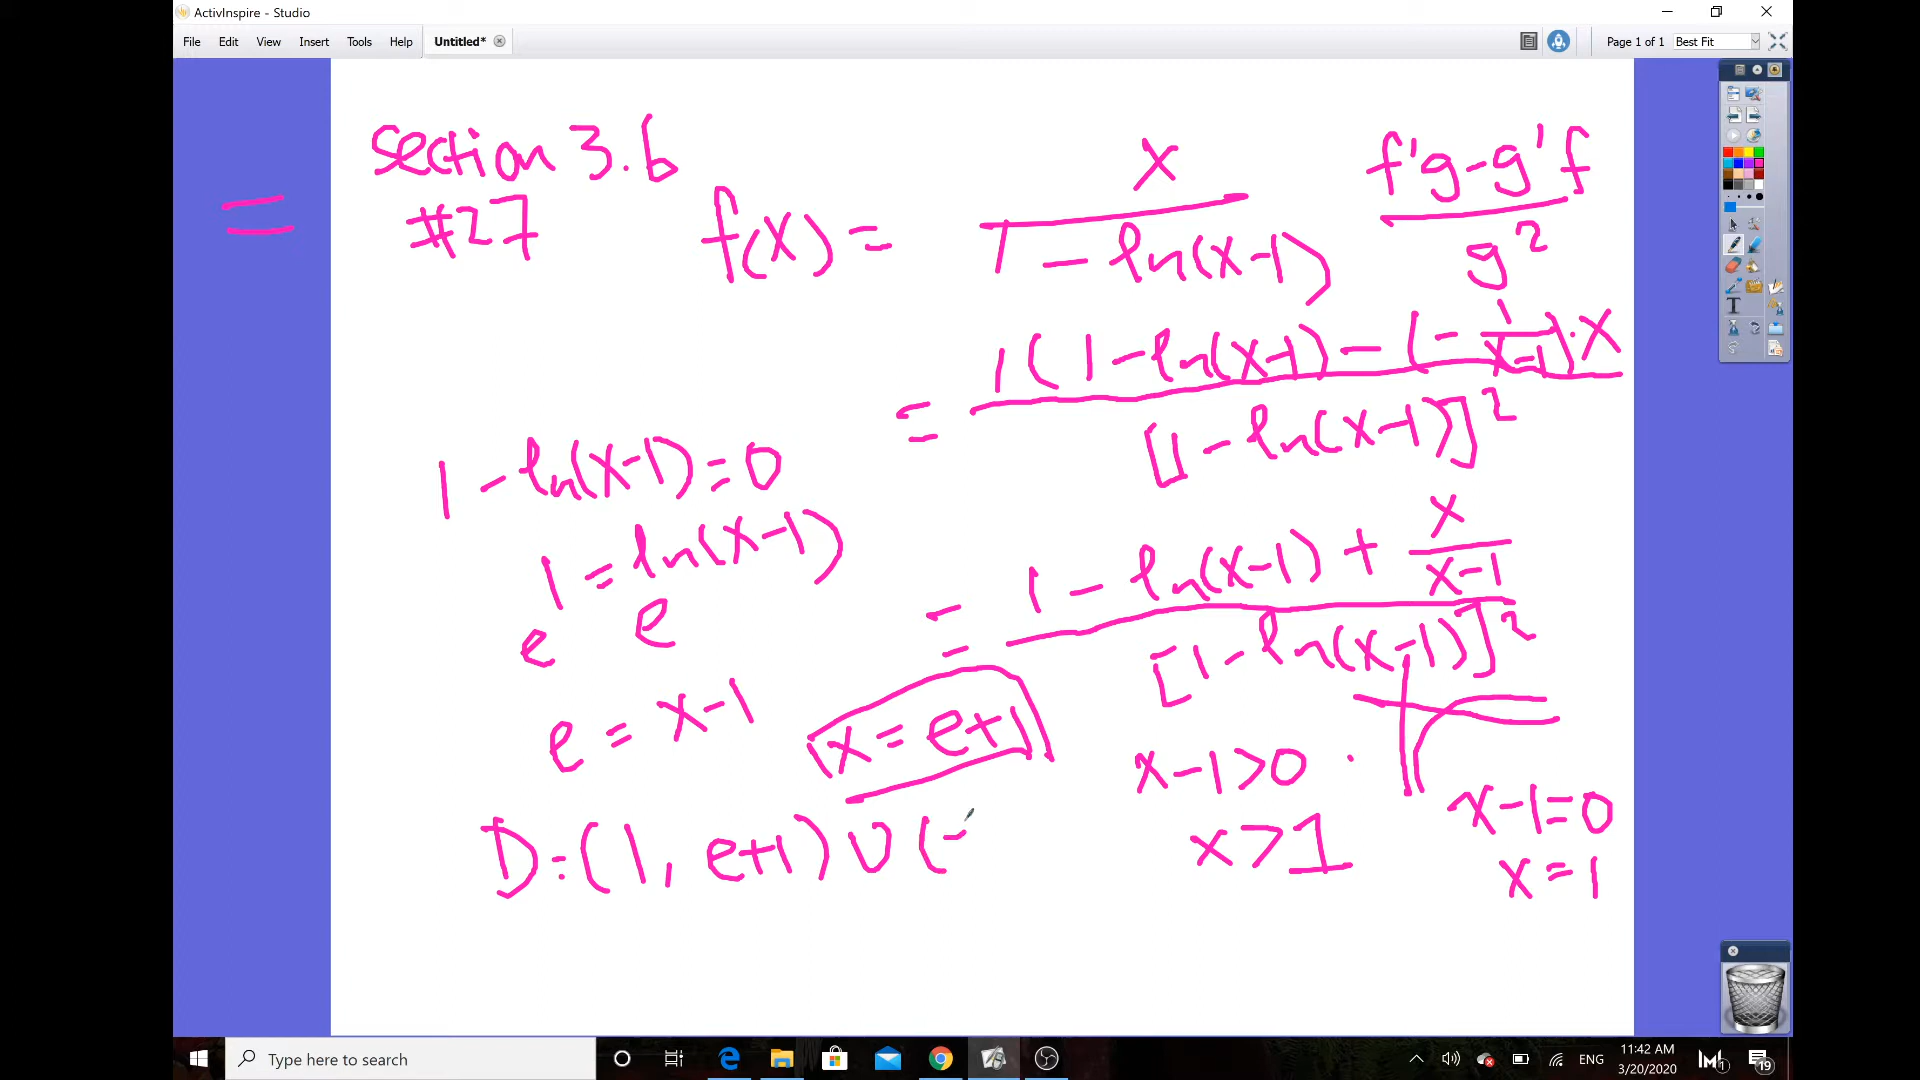 ActivInspire - Studio
File Edit View Insert Tools Help Untitled* Page 1 of 1 Best Fit
section 3.6
#27
=
f(x) = x / 1 - ln(x-1)
f'g - g'f / g²
= 1(1 - ln(x-1) - (- 1/x-1) · x / [1 - ln(x-1)]²
= 1 - ln(x-1) + x/x-1 / [1 - ln(x-1)]²
1 - ln(x-1) = 0
1 = ln(x-1)
e e
e = x-1
x = e+1
D: (1, e+1) U (-
x-1>0 .
x>1
x-1=0
x=1
T
Type here to search
ENG
11:42 AM
3/20/2020
19